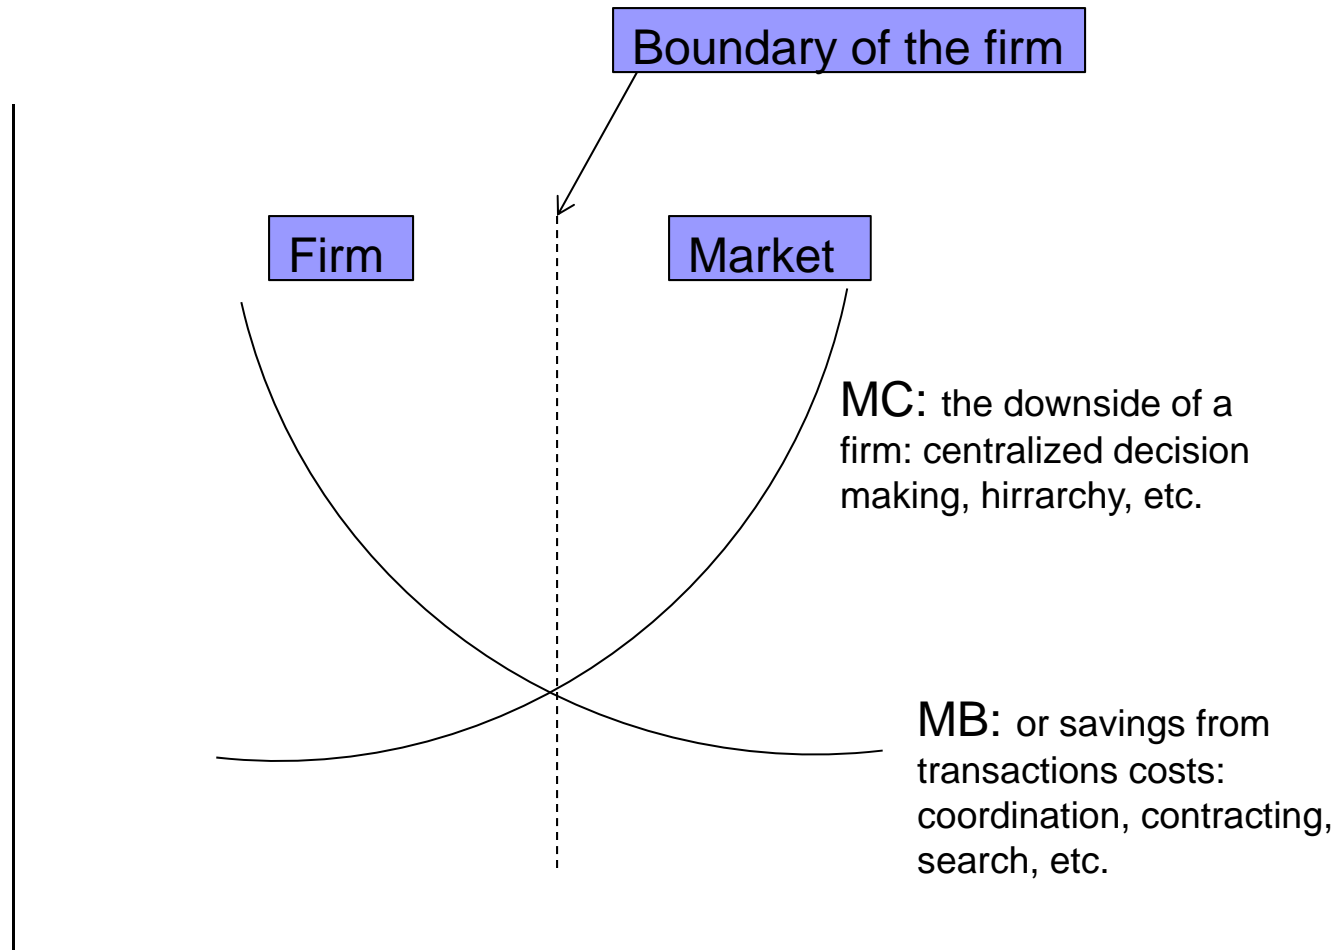 Boundary of the firm
Firm
Market
MC: the downside of a
firm: centralized decision
making, hirrarchy, etc.
MB: or savings from
transactions costs:
coordination, contracting,
search, etc.